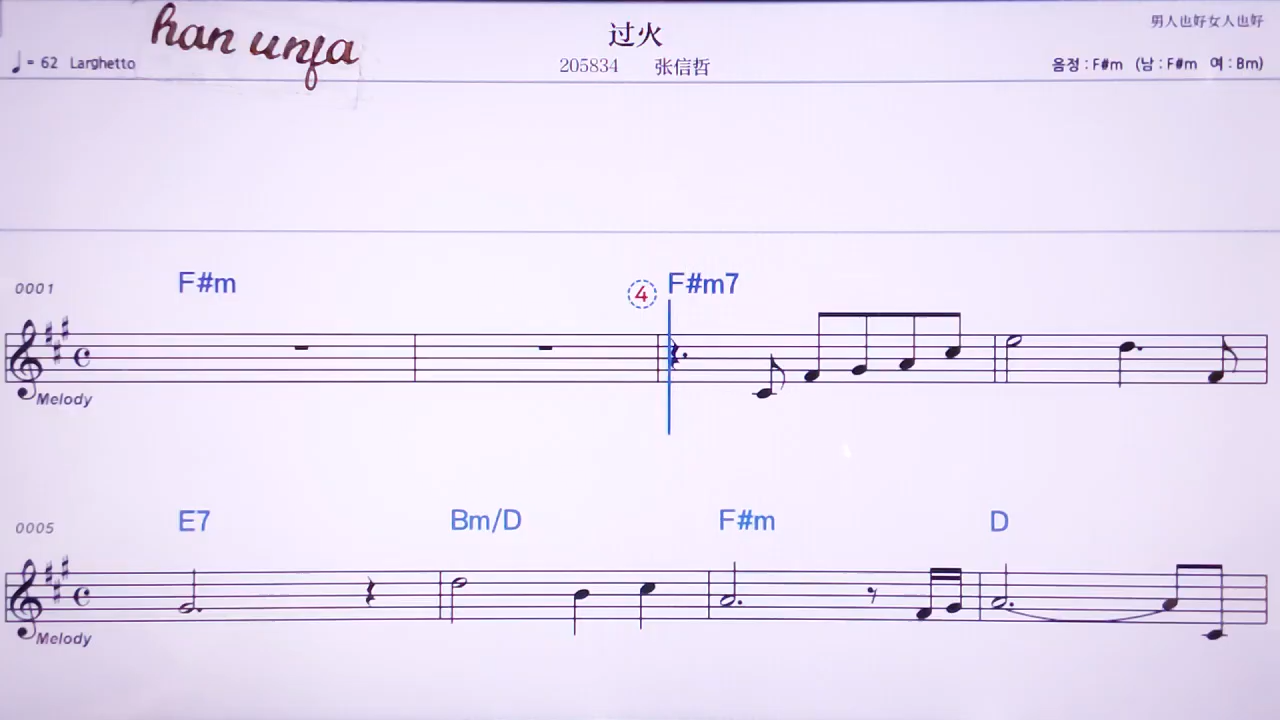 han unfa
过火
男人也好女人也好
♩= 62 Larghetto
205834 张信哲
음정 : F#m (남 : F#m 여 : Bm)
F#m
④ F#m7
0001
Melody
E7 Bm/D F#m D
0005
Melody